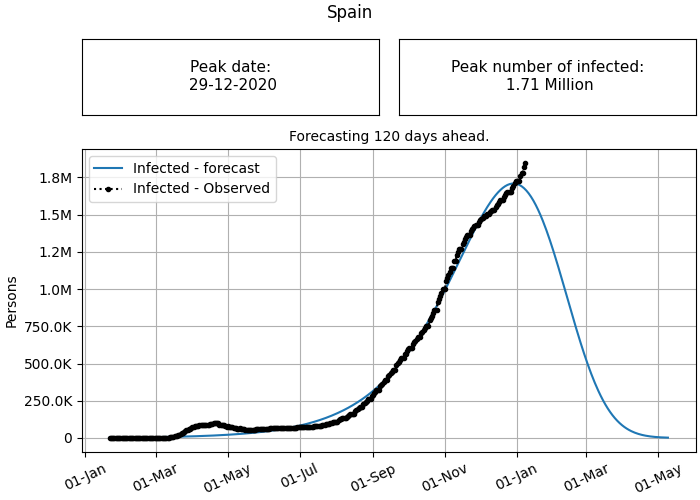 Spain
Peak date:
29-12-2020
Peak number of infected:
1.71 Million
Forecasting 120 days ahead.
Infected - forecast
Infected - Observed
Persons
1.8M
1.5M
1.2M
1.0M
750.0K
500.0K
250.0K
0
01-Jan
01-Mar
01-May
01-Jul
01-Sep
01-Nov
01-Jan
01-Mar
01-May